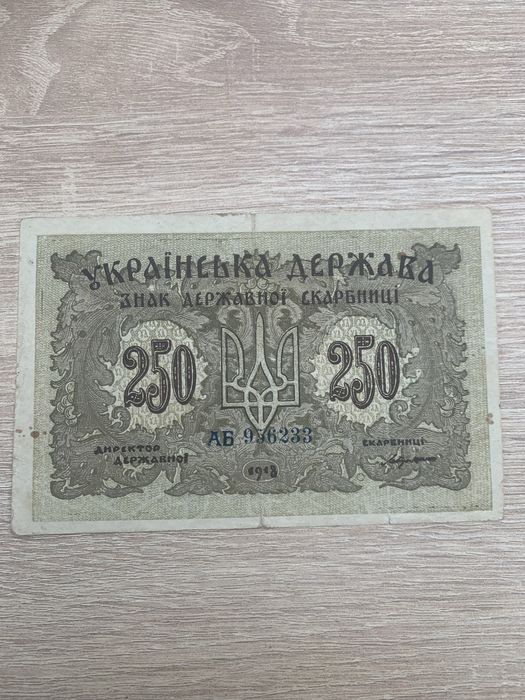 УКРАЇНСЬКА ДЕРЖАВА
ЗНАК ДЕРЖАВНОЇ СКАРБНИЦІ
250 250
АБ 956233
ДИРЕКТОР ДЕРЖАВНОЇ СКАРБНИЦІ
1918